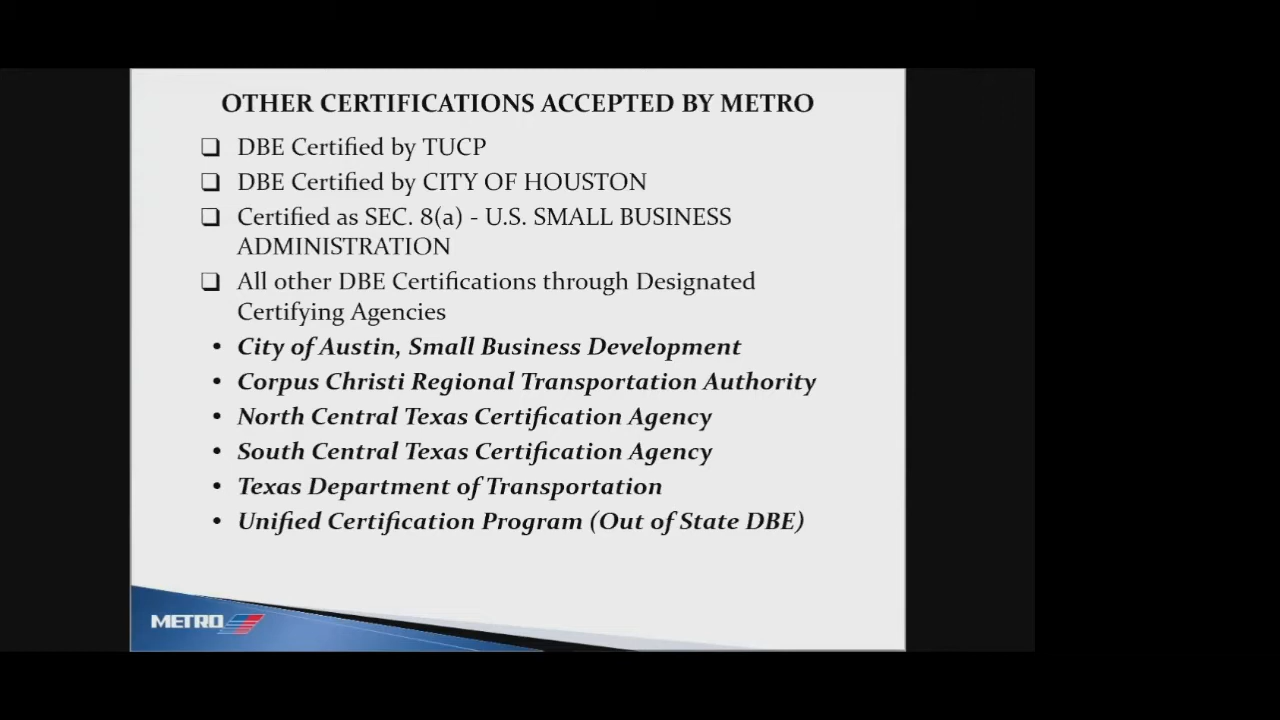 OTHER CERTIFICATIONS ACCEPTED BY METRO
❑ DBE Certified by TUCP
❑ DBE Certified by CITY OF HOUSTON
❑ Certified as SEC. 8(a) - U.S. SMALL BUSINESS
ADMINISTRATION
❑ All other DBE Certifications through Designated
Certifying Agencies
• City of Austin, Small Business Development
• Corpus Christi Regional Transportation Authority
• North Central Texas Certification Agency
• South Central Texas Certification Agency
• Texas Department of Transportation
• Unified Certification Program (Out of State DBE)
METRO